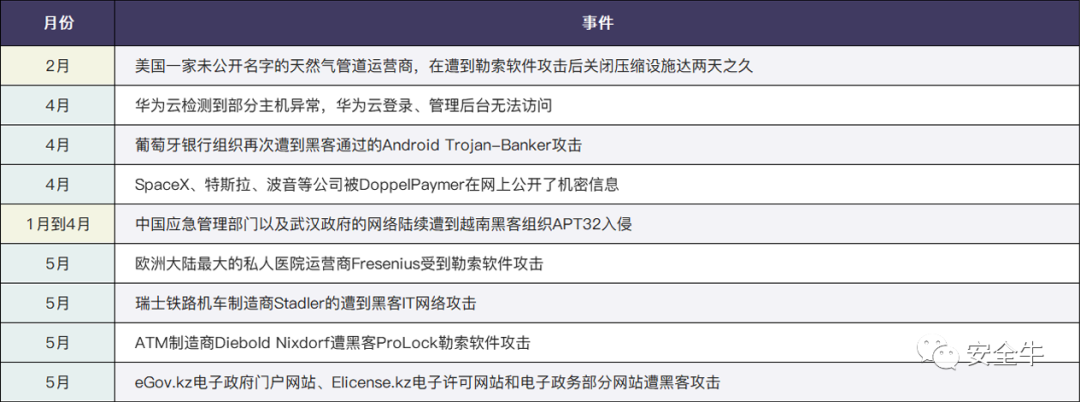 月份 事件
2月 美国一家未公开名字的天然气管道运营商，在遭到勒索软件攻击后关闭压缩设施达两天之久
4月 华为云检测到部分主机异常，华为云登录、管理后台无法访问
4月 葡萄牙银行组织再次遭到黑客通过的Android Trojan-Banker攻击
4月 SpaceX、特斯拉、波音等公司被DoppelPaymer在网上公开了机密信息
1月到4月 中国应急管理部门以及武汉政府的网络陆续遭到越南黑客组织APT32入侵
5月 欧洲大陆最大的私人医院运营商Fresenius受到勒索软件攻击
5月 瑞士铁路机车制造商Stadler的遭到黑客IT网络攻击
5月 ATM制造商Diebold Nixdorf遭黑客ProLock勒索软件攻击
5月 eGov.kz电子政府门户网站、Elicense.kz电子许可网站和电子政务部分网站遭黑客攻击
安全牛